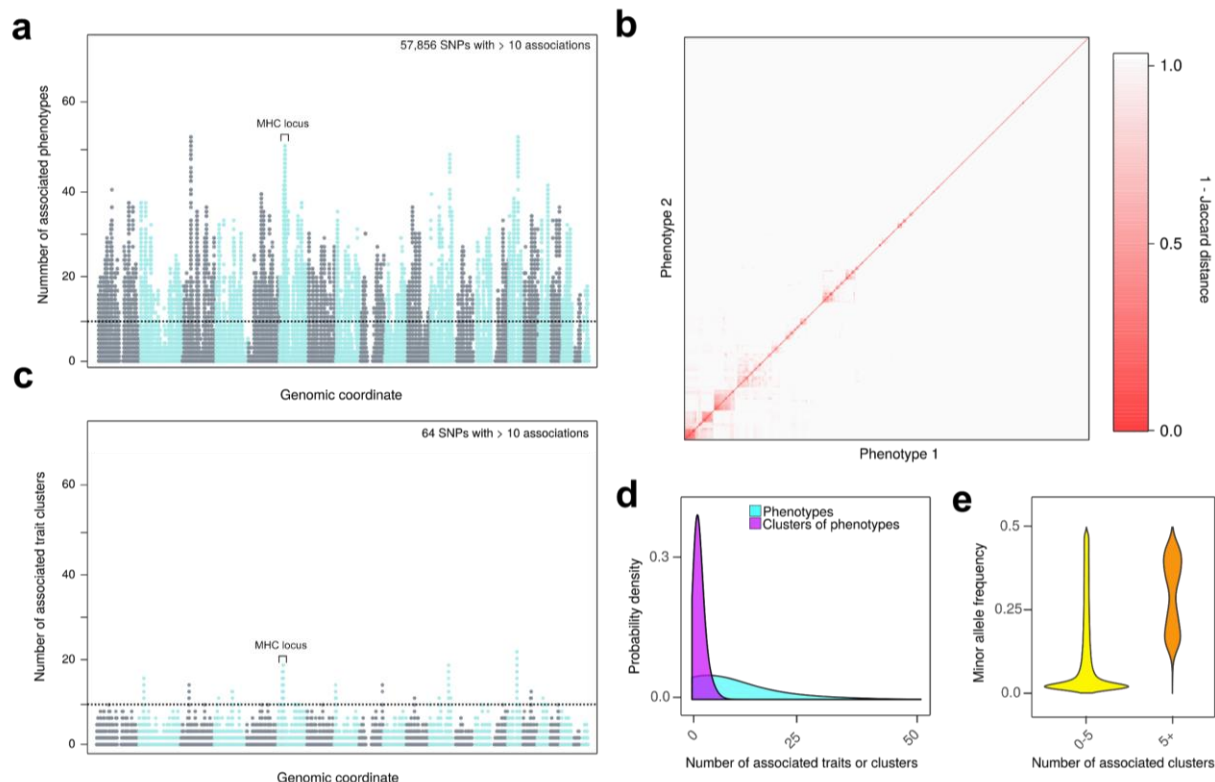 a
57,856 SNPs with > 10 associations
Nummber of associated phenotypes
60
40
20
0
MHC locus
Genomic coordinate
b
Phenotype 2
Phenotype 1
1.0
0.5
0.0
1 - Jaccard distance
c
64 SNPs with > 10 associations
Number of associated trait clusters
60
40
20
0
MHC locus
Genomic coordinate
d
Phenotypes
Clusters of phenotypes
Probability density
0.3
0.0
0
25
50
Number of associated traits or clusters
e
Minor allele frequency
0.5
0.25
0.0
0-5
5+
Number of associated clusters